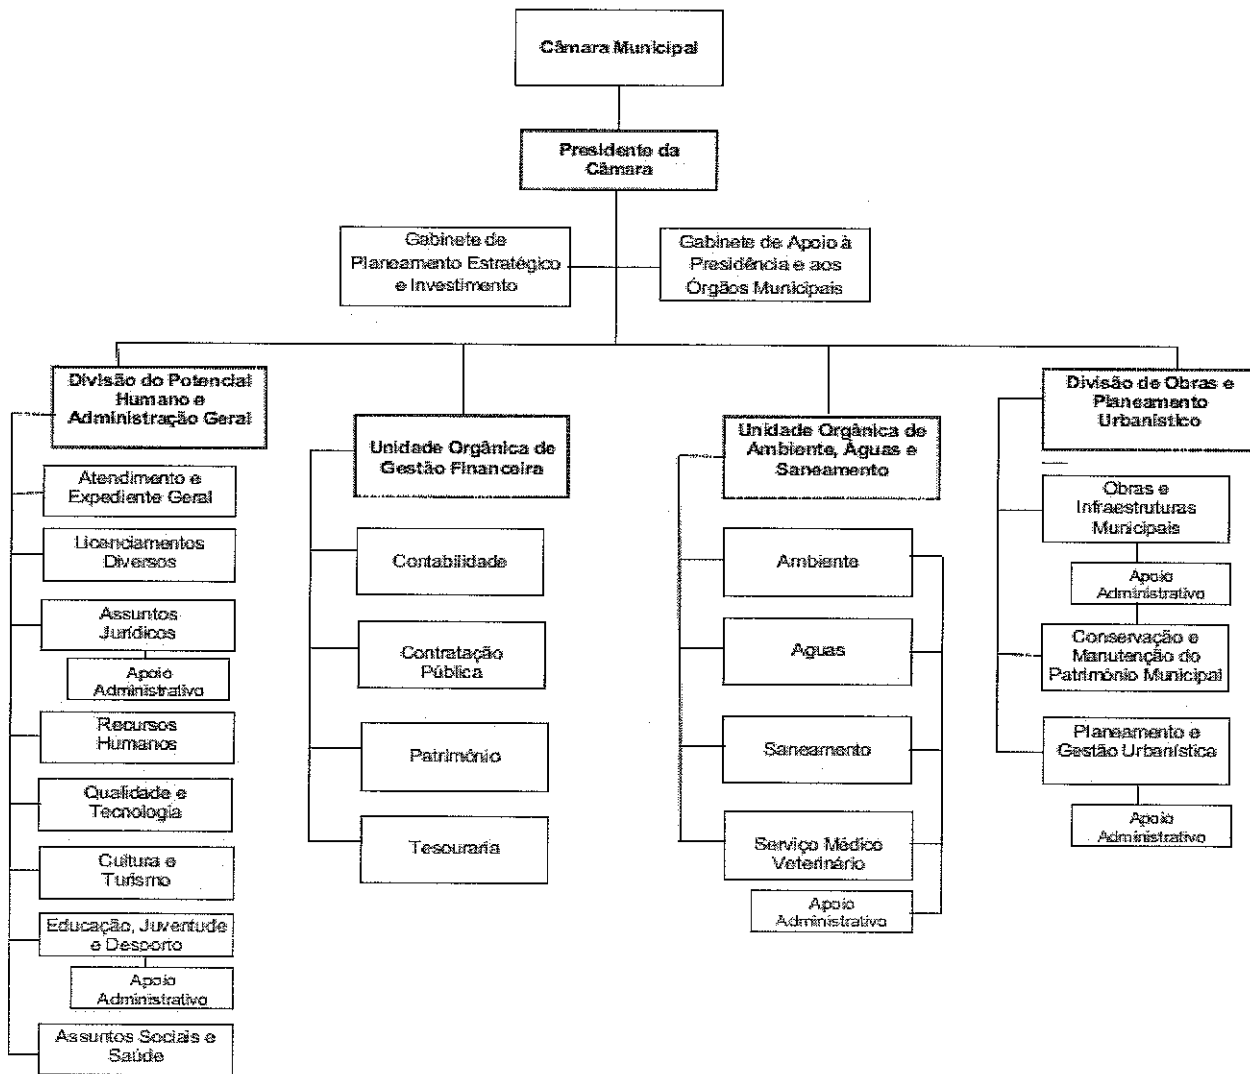 Câmara Municipal
Presidente da
Câmara
Gabinete de
Planeamento Estratégico
e Investimento
Gabinete de Apoio à
Presidência e aos
Órgãos Municipais
Divisão do Potencial
Humano e
Administração Geral
Atendimento e
Expediente Geral
Licenciamentos
Diversos
Assuntos
Jurídicos
Apoio
Administrativo
Recursos
Humanos
Qualidade e
Tecnologia
Cultura e
Turismo
Educação, Juventude
e Desporto
Apoio
Administrativo
Assuntos Sociais e
Saúde
Unidade Orgânica de
Gestão Financeira
Contabilidade
Contratação
Pública
Património
Tesouraria
Unidade Orgânica de
Ambiente, Águas e
Saneamento
Ambiente
Aguas
Saneamento
Serviço Médico
Veterinário
Apoio
Administrativo
Divisão de Obras e
Planeamento
Urbanístico
Obras e
Infraestruturas
Municipais
Apoio
Administrativo
Conservação e
Manutenção do
Património Municipal
Planeamento e
Gestão Urbanística
Apoio
Administrativo